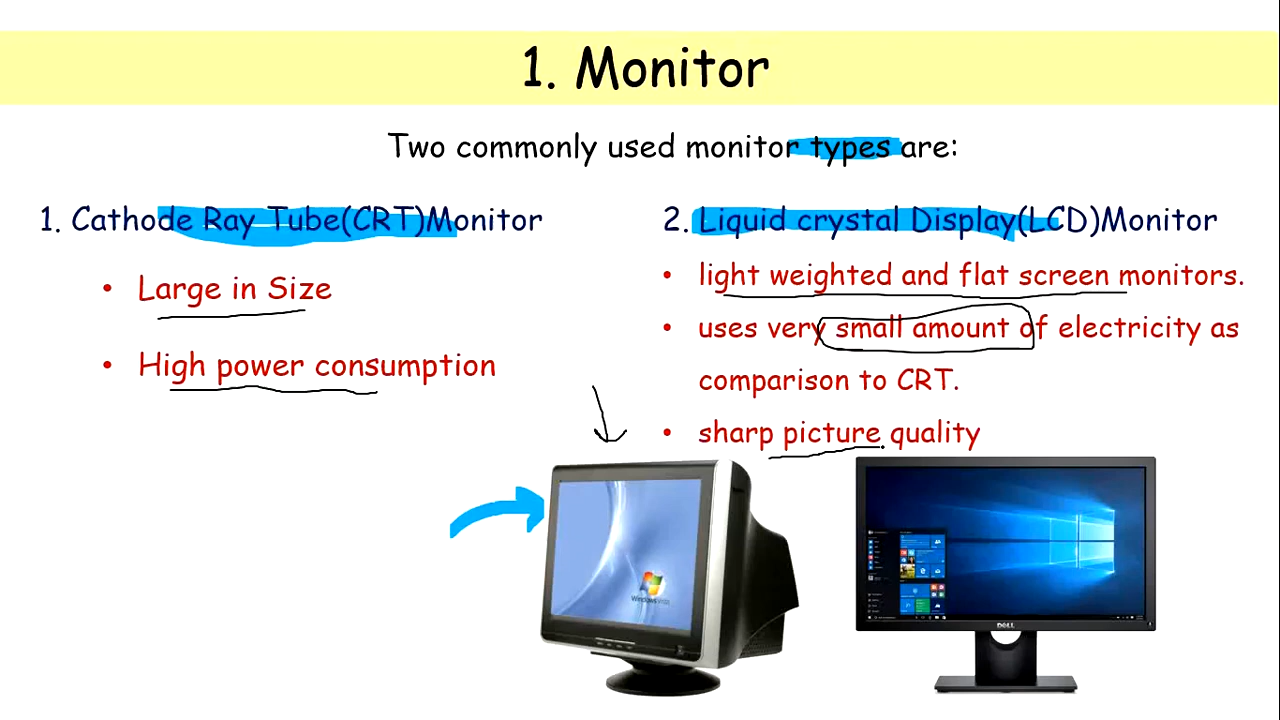 1. Monitor
Two commonly used monitor types are:
1. Cathode Ray Tube(CRT)Monitor
• Large in Size
• High power consumption
2. Liquid crystal Display(LCD)Monitor
• light weighted and flat screen monitors.
• uses very small amount of electricity as
comparison to CRT.
• sharp picture quality
Windows
DELL